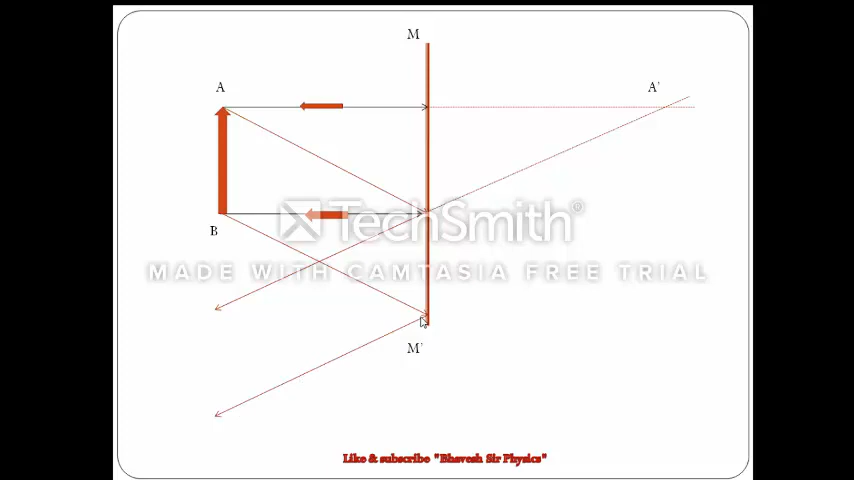 M
A
A'
TechSmith®
B
MADE WITH CAMTASIA FREE TRIAL
M'
Like & subscribe "Bhavesh Sir Physics"